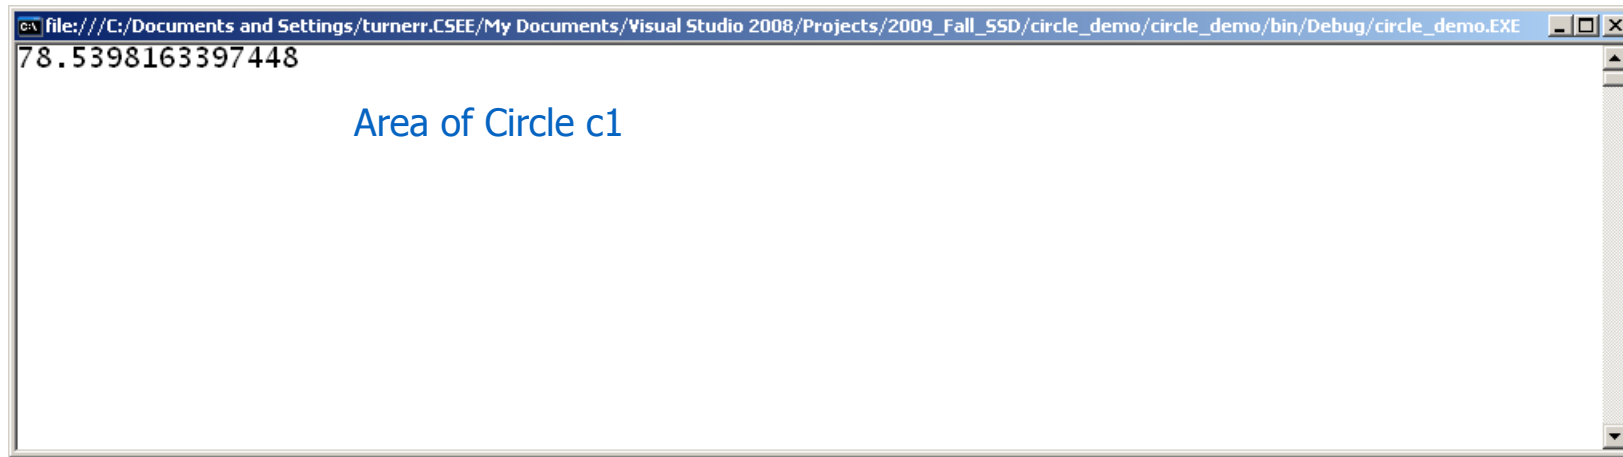 file:///C:/Documents and Settings/turnerr.CSEE/My Documents/Visual Studio 2008/Projects/2009_Fall_SSD/circle_demo/circle_demo/bin/Debug/circle_demo.EXE
78.5398163397448
Area of Circle c1